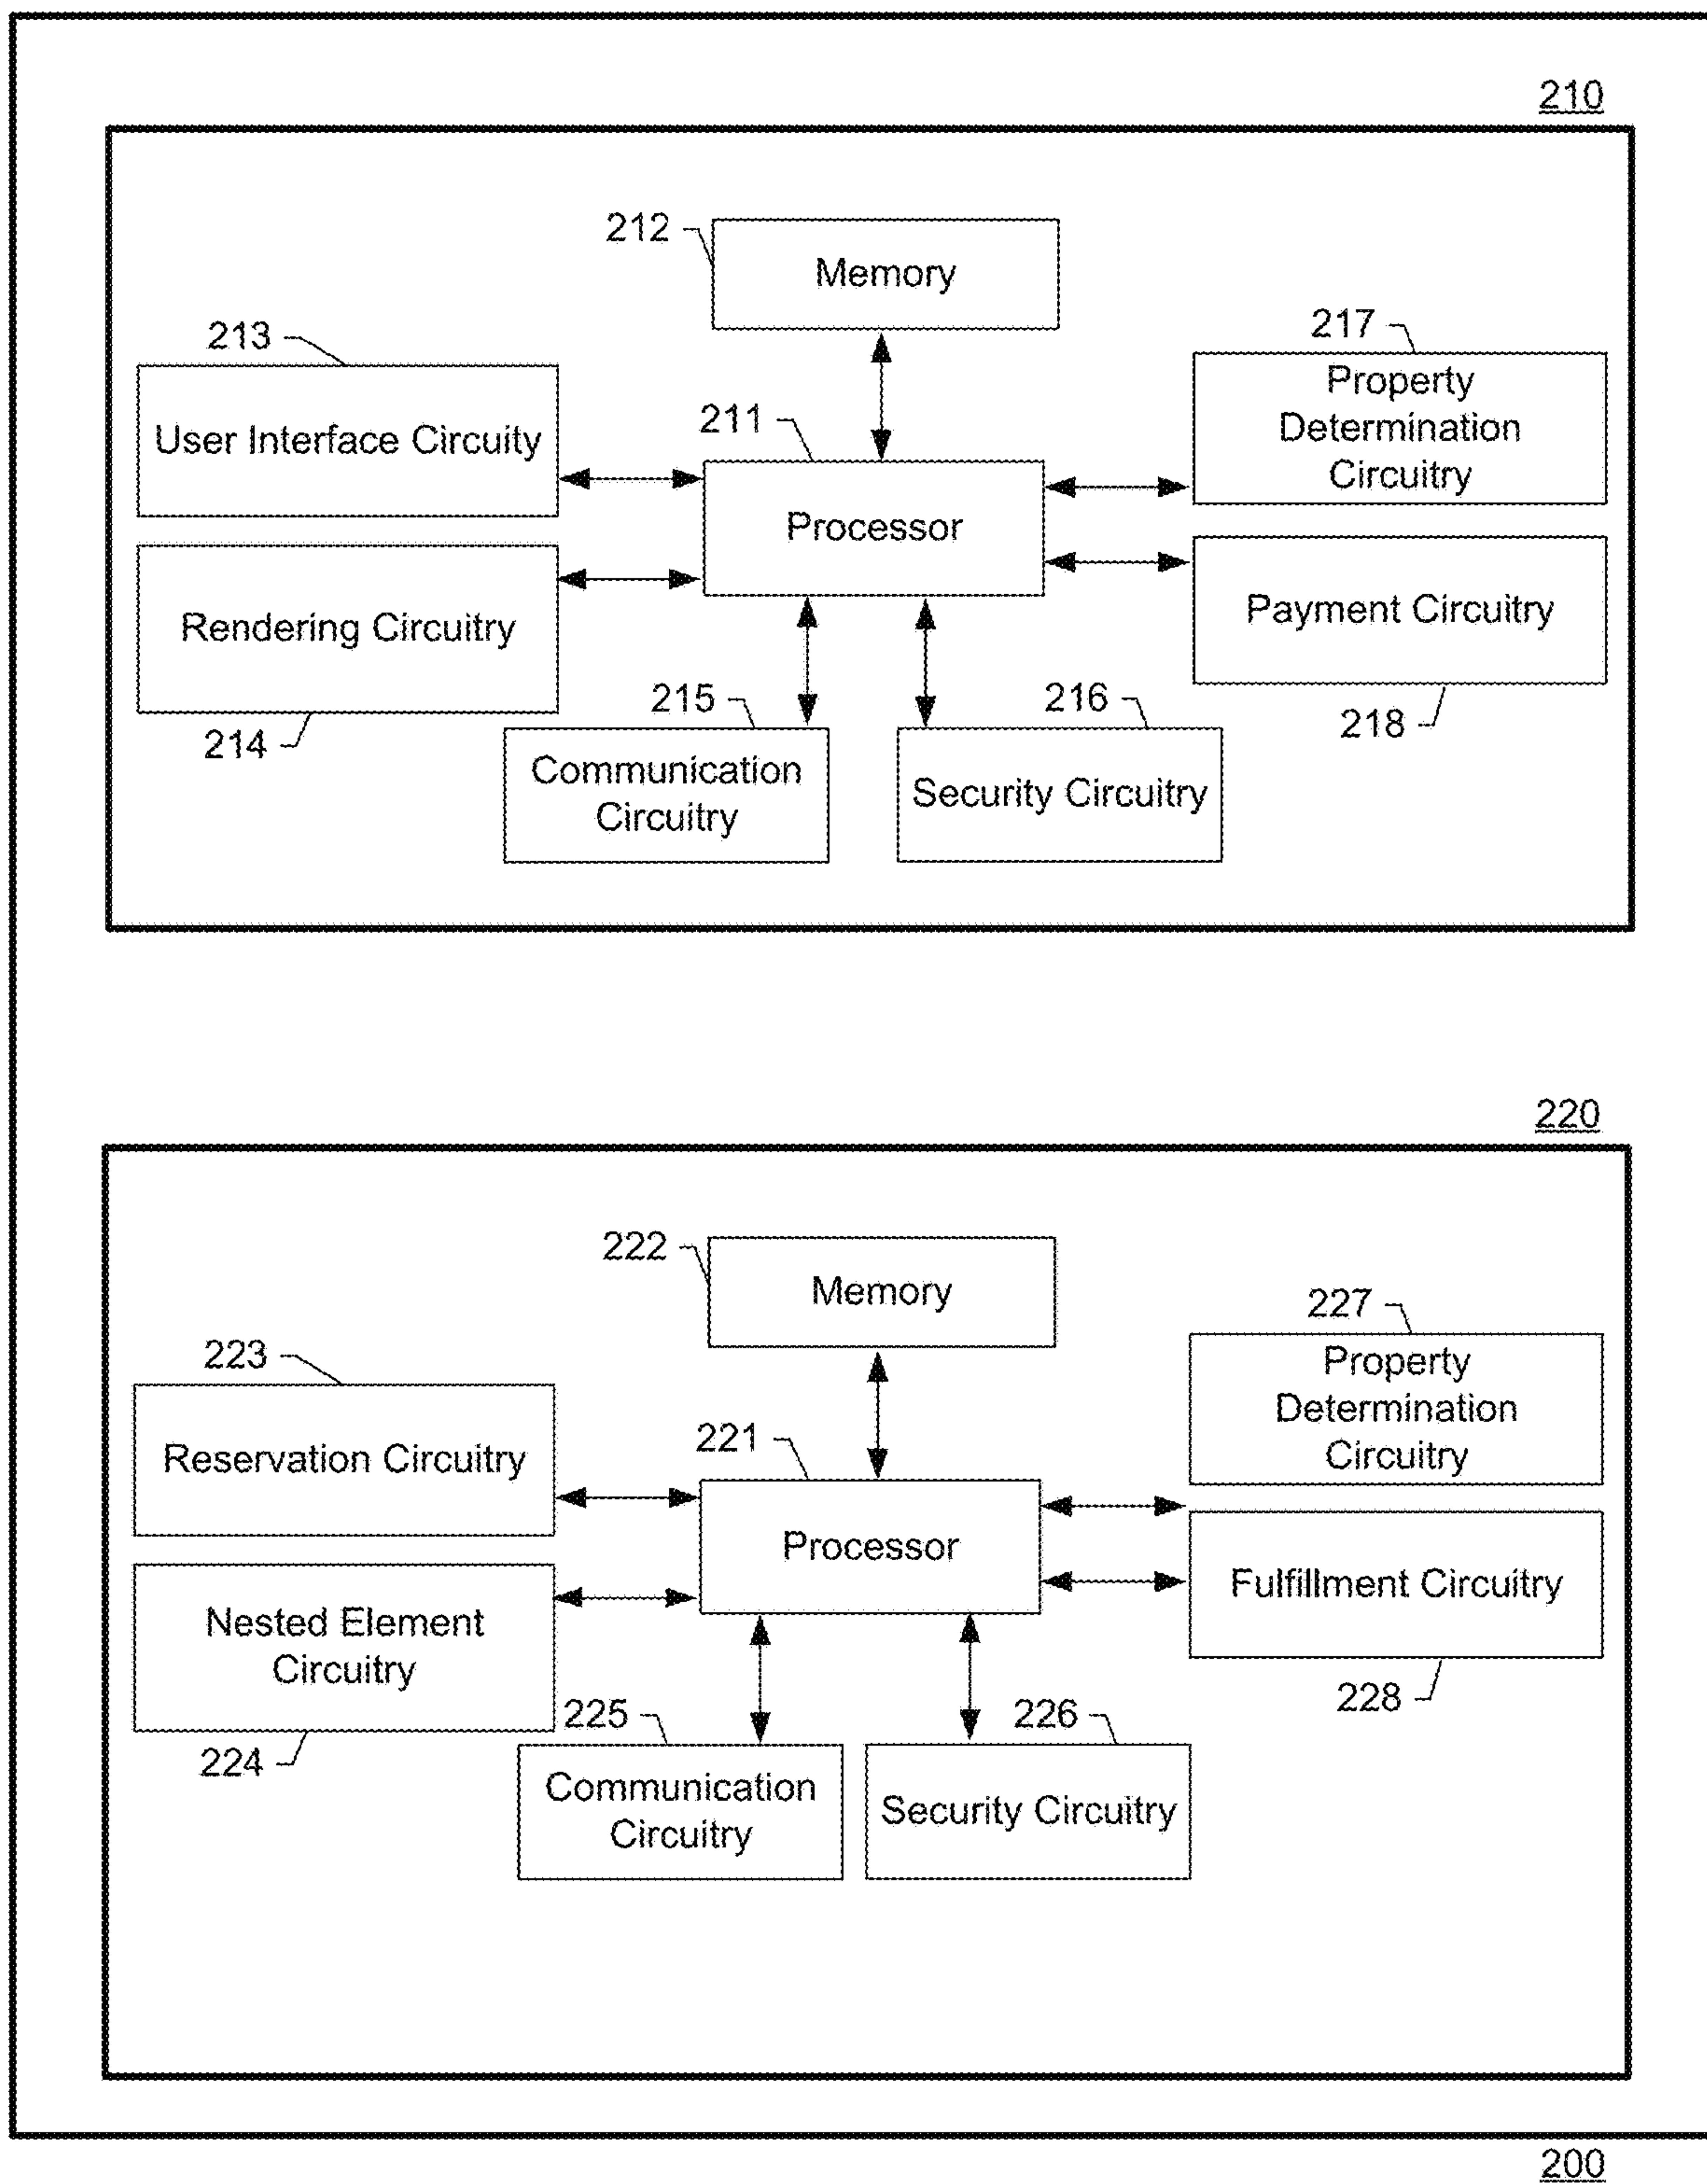 210
212
Memory
213
217
User Interface Circuity
211
Property
Determination
Circuitry
Processor
Rendering Circuitry
Payment Circuitry
214
215
216
218
Communication
Circuitry
Security Circuitry
220
222
Memory
223
227
Reservation Circuitry
221
Property
Determination
Circuitry
Processor
Nested Element
Circuitry
Fulfillment Circuitry
224
225
226
228
Communication
Circuitry
Security Circuitry
200